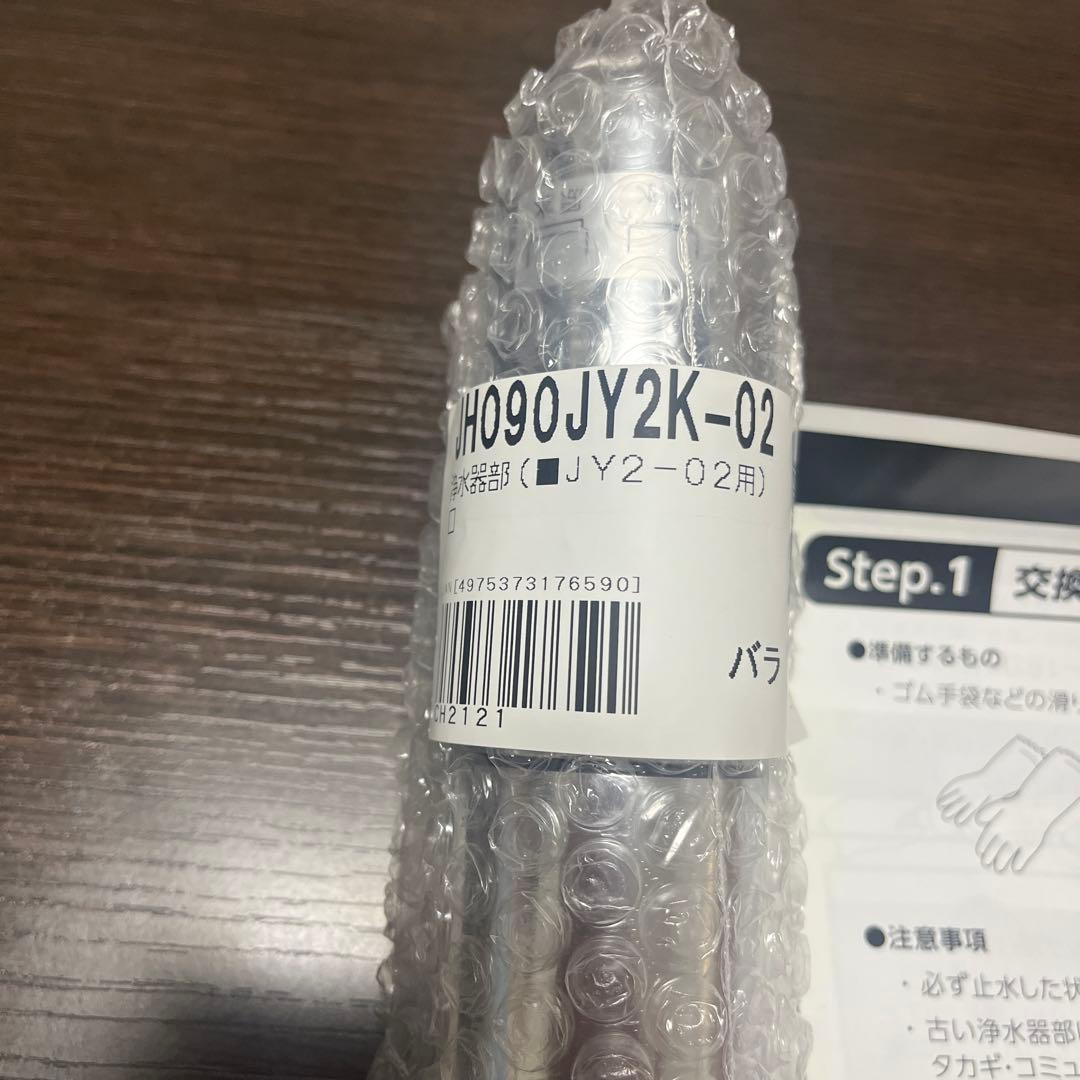 JH090JY2K-02
浄水器部(■JY2-02用)
[4975373176590]
バラ
CH2121
Step.1 交換
●準備するもの
・ゴム手袋などの滑り
●注意事項
・必ず止水した状
・古い浄水器部
タカギ・コミュ